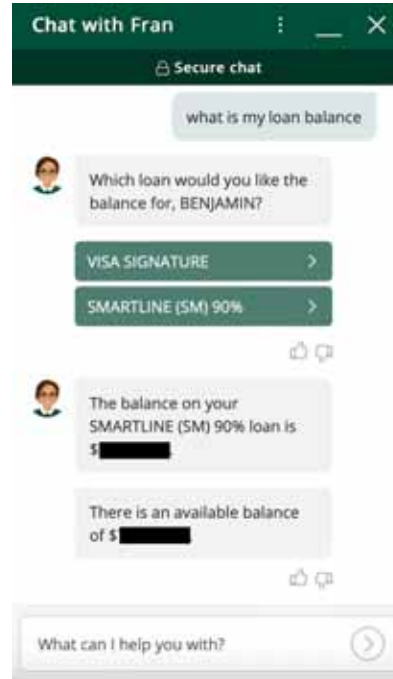 Chat with Fran
Secure chat
what is my loan balance
Which loan would you like the
balance for, BENJAMIN?
VISA SIGNATURE
SMARTLINE (SM) 90%
The balance on your
SMARTLINE (SM) 90% loan is
$
There is an available balance
of $
What can I help you with?